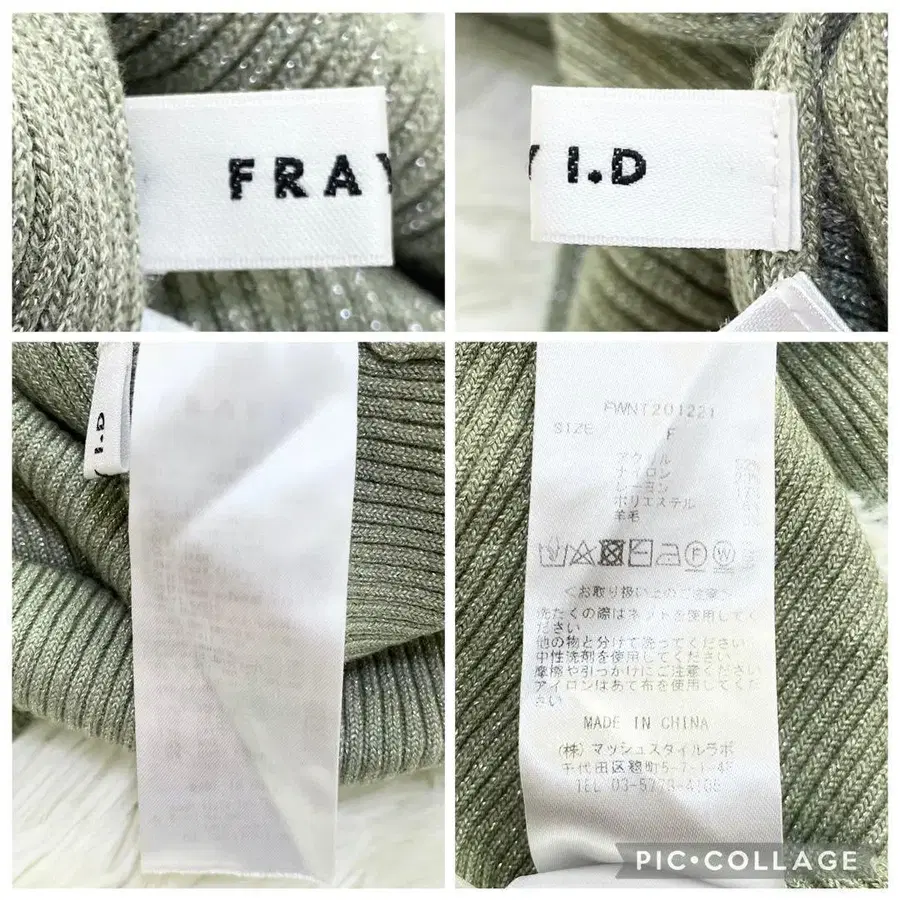 FRAY
I.D
I.D
FWNT201221
SIZE F
アクリル
ナイロン
レーヨン
ポリエステル
羊毛
<お取り扱い上のご注意>
洗たくの際はネットを使用してく
ださい
他の物と分けて洗ってください
中性洗剤を使用してください
摩擦や引っかけにご注意ください
アイロンはあて布を使用してくだ
さい
MADE IN CHINA
(株)マッシュスタイルラボ
千代田区麹町5-7-1-4F
PIC•COLLAGE